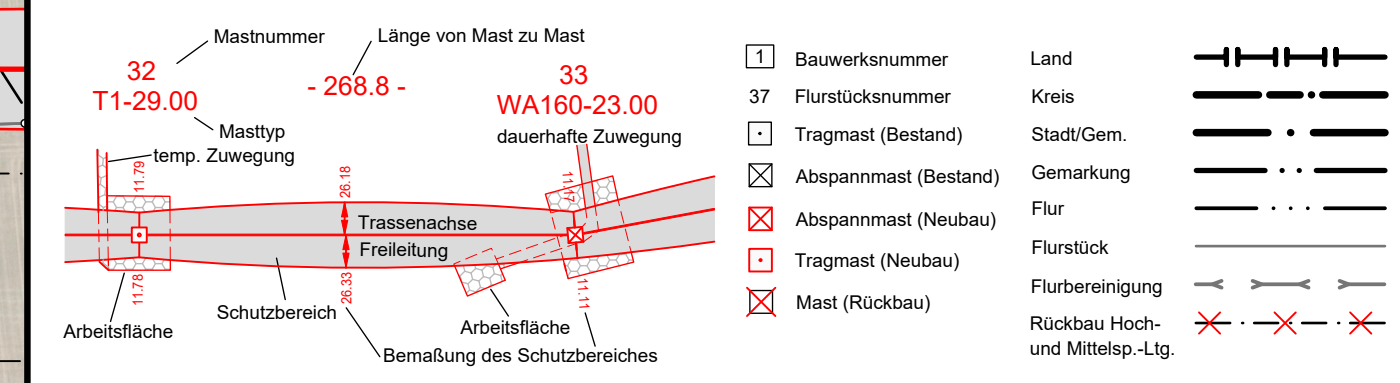 Mastnummer
Länge von Mast zu Mast
32
T1-29.00
- 268.8 -
33
WA160-23.00
Masttyp
temp. Zuwegung
dauerhafte Zuwegung
11.79
26.18
11.17
Trassenachse
Freileitung
11.78
26.33
11.11
Schutzbereich
Arbeitsfläche
Arbeitsfläche
Bemaßung des Schutzbereiches
1 Bauwerksnummer
37 Flurstücksnummer
Tragmast (Bestand)
Abspannmast (Bestand)
Abspannmast (Neubau)
Tragmast (Neubau)
Mast (Rückbau)
Land
Kreis
Stadt/Gem.
Gemarkung
Flur
Flurstück
Flurbereinigung
Rückbau Hoch-
und Mittelsp.-Ltg.